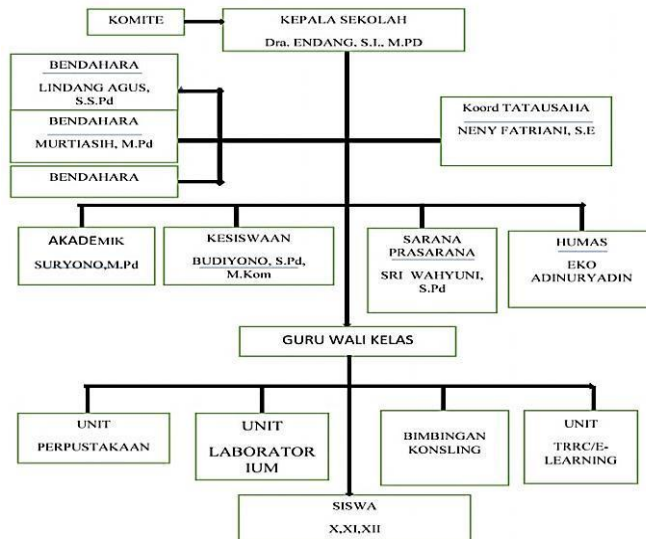 KOMITE
KEPALA SEKOLAH
Dra. ENDANG, S.I., M.PD
BENDAHARA
LINDANG AGUS,
S.S.Pd
BENDAHARA
MURTIASIH, M.Pd
BENDAHARA
Koord TATAUSAHA
NENY FATRIANI, S.E
AKADEMIK
SURYONO,M.Pd
KESISWAAN
BUDIYONO, S.Pd,
M.Kom
SARANA
PRASARANA
SRI WAHYUNI,
S.Pd
HUMAS
EKO
ADINURYADIN
GURU WALI KELAS
UNIT
PERPUSTAKAAN
UNIT
LABORATOR
IUM
BIMBINGAN
KONSLING
UNIT
TRRC/E-
LEARNING
SISWA
X,XI,XII